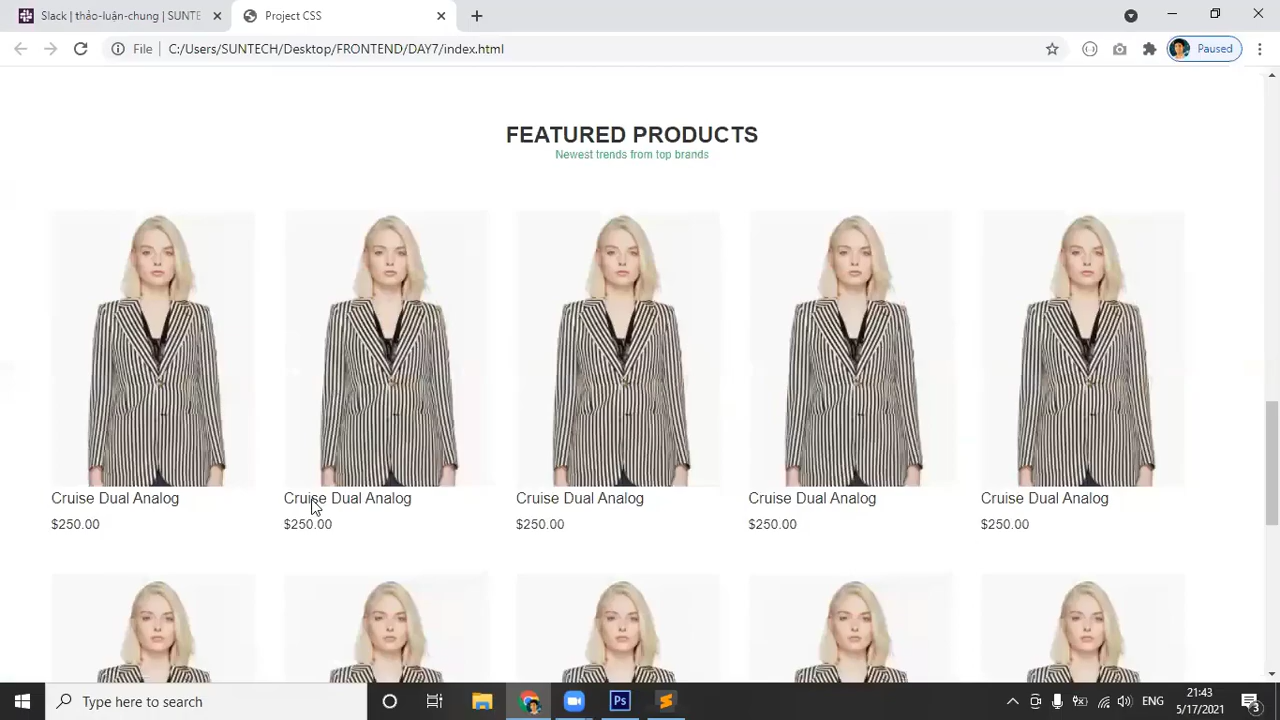 Slack | thảo-luận-chung | SUNTE
Project CSS
File
C:/Users/SUNTECH/Desktop/FRONTEND/DAY7/index.html
Paused
FEATURED PRODUCTS
Newest trends from top brands
Cruise Dual Analog
Cruise Dual Analog
Cruise Dual Analog
Cruise Dual Analog
Cruise Dual Analog
$250.00
$250.00
$250.00
$250.00
$250.00
Type here to search
Ps
ENG
21:43
5/17/2021
3